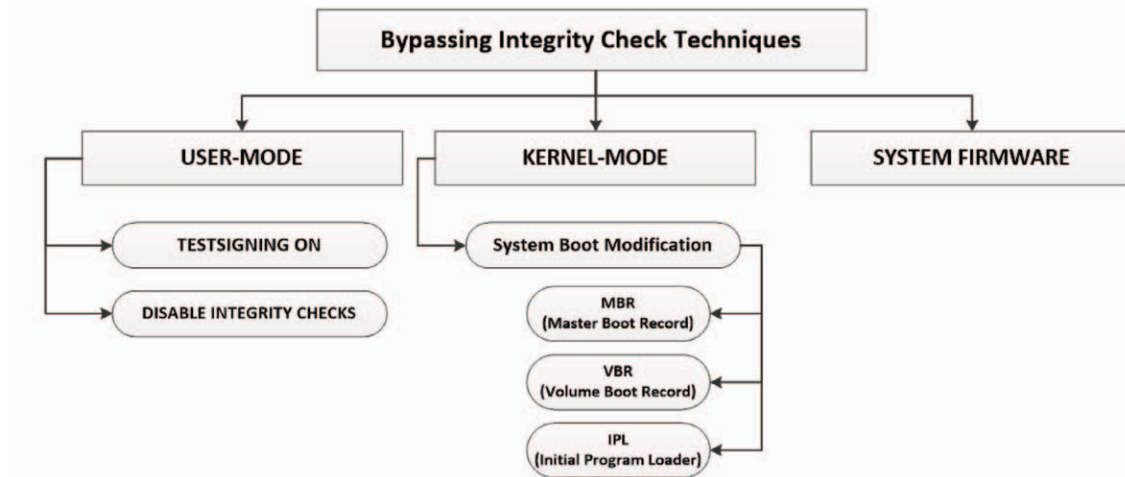 Bypassing Integrity Check Techniques
USER-MODE
KERNEL-MODE
SYSTEM FIRMWARE
TESTSIGNING ON
DISABLE INTEGRITY CHECKS
System Boot Modification
MBR
(Master Boot Record)
VBR
(Volume Boot Record)
IPL
(Initial Program Loader)